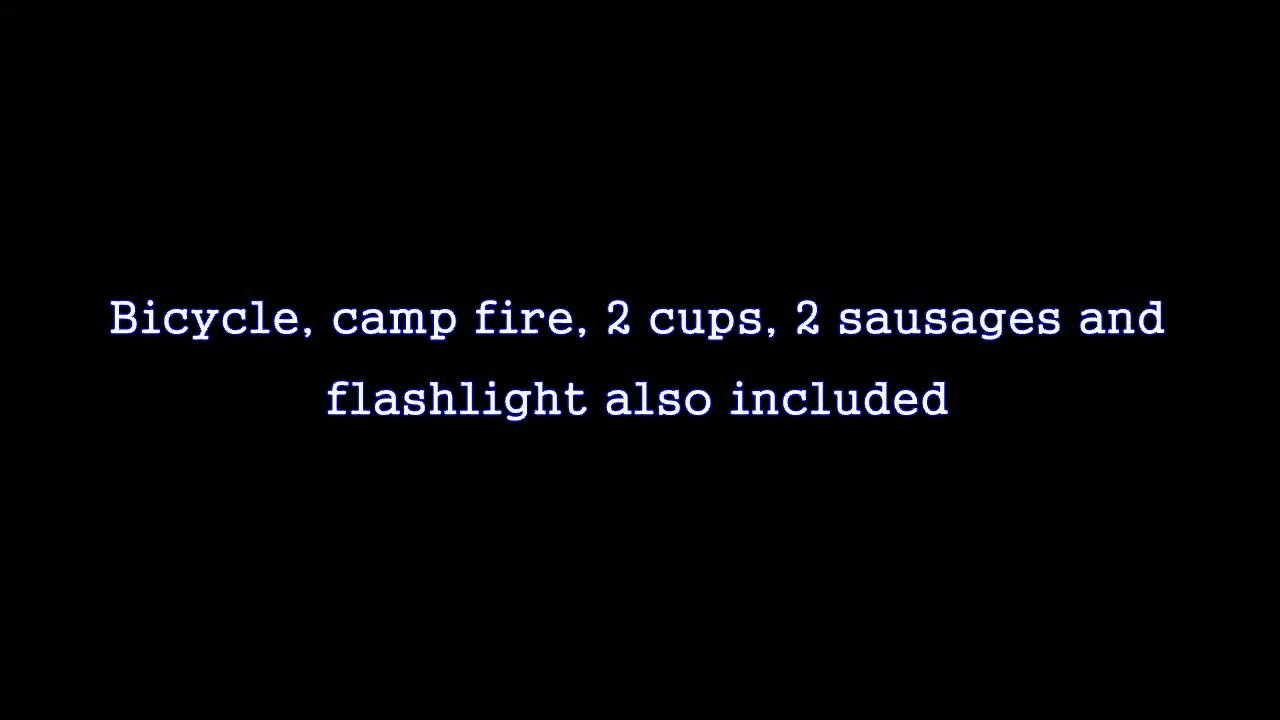 Bicycle, camp fire, 2 cups, 2 sausages and
flashlight also included